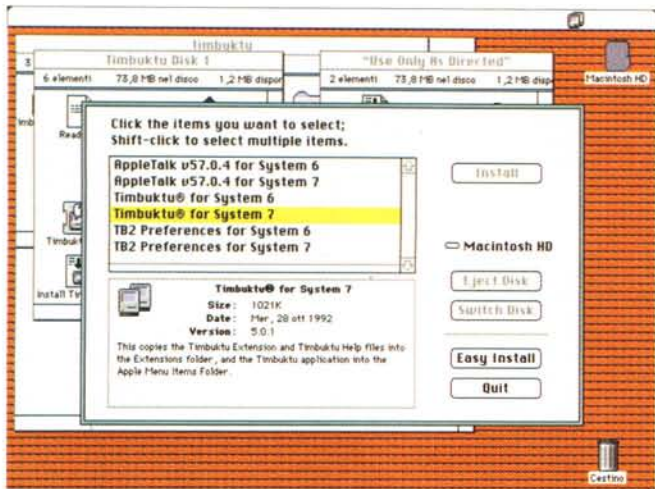 timbuktu
Timbuktu Disk 1
"Use Only As Directed"
6 elementi 73,8 MB nel disco 1,2 MB dispon
2 elementi 73,8 MB nel disco 1,2 MB disp
Macintosh HD
Read
Click the items you want to select;
Shift-click to select multiple items.
AppleTalk v57.0.4 for System 6
AppleTalk v57.0.4 for System 7
Timbuktu® for System 6
Timbuktu® for System 7
TB2 Preferences for System 6
TB2 Preferences for System 7
Install
Macintosh HD
Eject Disk
Switch Disk
Easy Install
Quit
Timbuktu® for System 7
Size: 1021K
Date: Mer, 28 ott 1992
Version: 5.0.1
This copies the Timbuktu Extension and Timbuktu Help files into
the Extensions folder, and the Timbuktu application into the
Apple Menu Items Folder.
Timbuk
Install Ti
Cestino